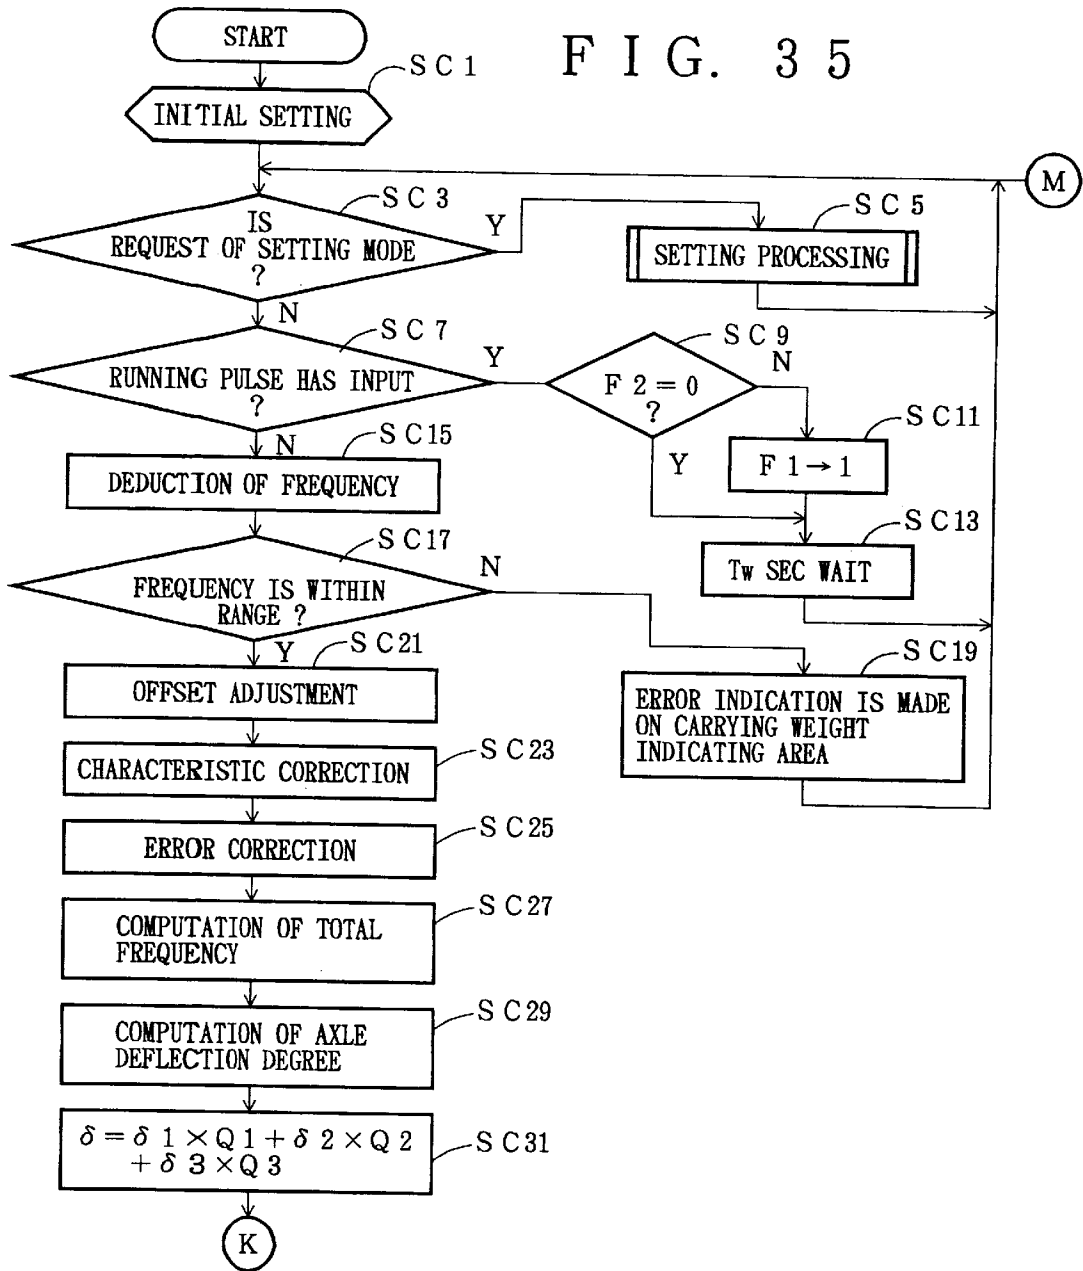 START
F I G. 3 5
S C 1
INITIAL SETTING
M
S C 3
IS
REQUEST OF SETTING MODE
?
Y
N
S C 5
SETTING PROCESSING
S C 7
RUNNING PULSE HAS INPUT
?
Y
N
S C 9
F 2 = 0
?
N
Y
S C 11
F 1 → 1
S C 13
Tw SEC WAIT
S C 15
DEDUCTION OF FREQUENCY
S C 17
FREQUENCY IS WITHIN
RANGE ?
N
Y
S C 19
ERROR INDICATION IS MADE
ON CARRYING WEIGHT
INDICATING AREA
S C 21
OFFSET ADJUSTMENT
S C 23
CHARACTERISTIC CORRECTION
S C 25
ERROR CORRECTION
S C 27
COMPUTATION OF TOTAL
FREQUENCY
S C 29
COMPUTATION OF AXLE
DEFLECTION DEGREE
S C 31
δ = δ 1 × Q 1 + δ 2 × Q 2
+ δ 3 × Q 3
K